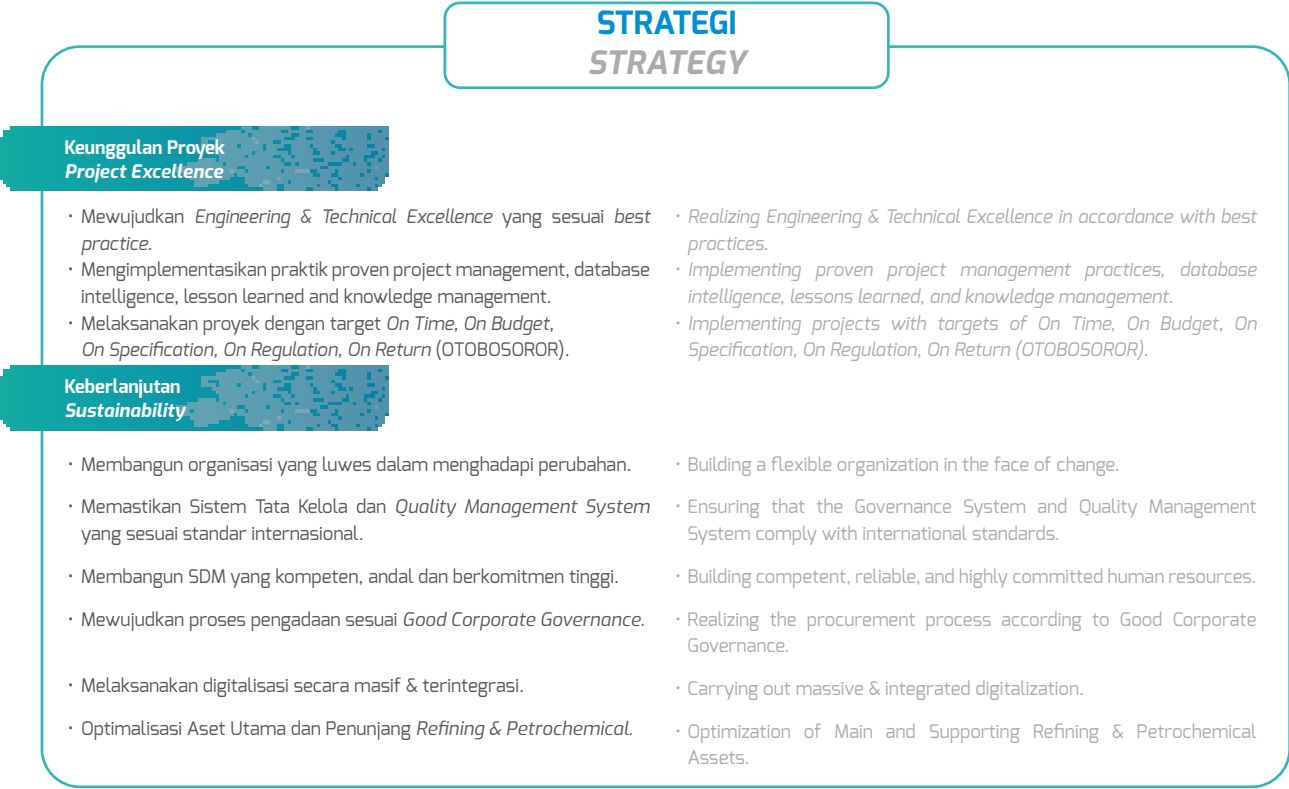 STRATEGI
STRATEGY
Keunggulan Proyek
Project Excellence
• Mewujudkan Engineering & Technical Excellence yang sesuai best
practice.
• Mengimplementasikan praktik proven project management, database
intelligence, lesson learned and knowledge management.
• Melaksanakan proyek dengan target On Time, On Budget,
On Specification, On Regulation, On Return (OTOBOSOROR).
• Realizing Engineering & Technical Excellence in accordance with best
practices.
• Implementing proven project management practices, database
intelligence, lessons learned, and knowledge management.
• Implementing projects with targets of On Time, On Budget, On
Specification, On Regulation, On Return (OTOBOSOROR).
Keberlanjutan
Sustainability
• Membangun organisasi yang luwes dalam menghadapi perubahan.
• Memastikan Sistem Tata Kelola dan Quality Management System
yang sesuai standar internasional.
• Membangun SDM yang kompeten, andal dan berkomitmen tinggi.
• Mewujudkan proses pengadaan sesuai Good Corporate Governance.
• Melaksanakan digitalisasi secara masif & terintegrasi.
• Optimalisasi Aset Utama dan Penunjang Refining & Petrochemical.
• Building a flexible organization in the face of change.
• Ensuring that the Governance System and Quality Management
System comply with international standards.
• Building competent, reliable, and highly committed human resources.
• Realizing the procurement process according to Good Corporate
Governance.
• Carrying out massive & integrated digitalization.
• Optimization of Main and Supporting Refining & Petrochemical
Assets.